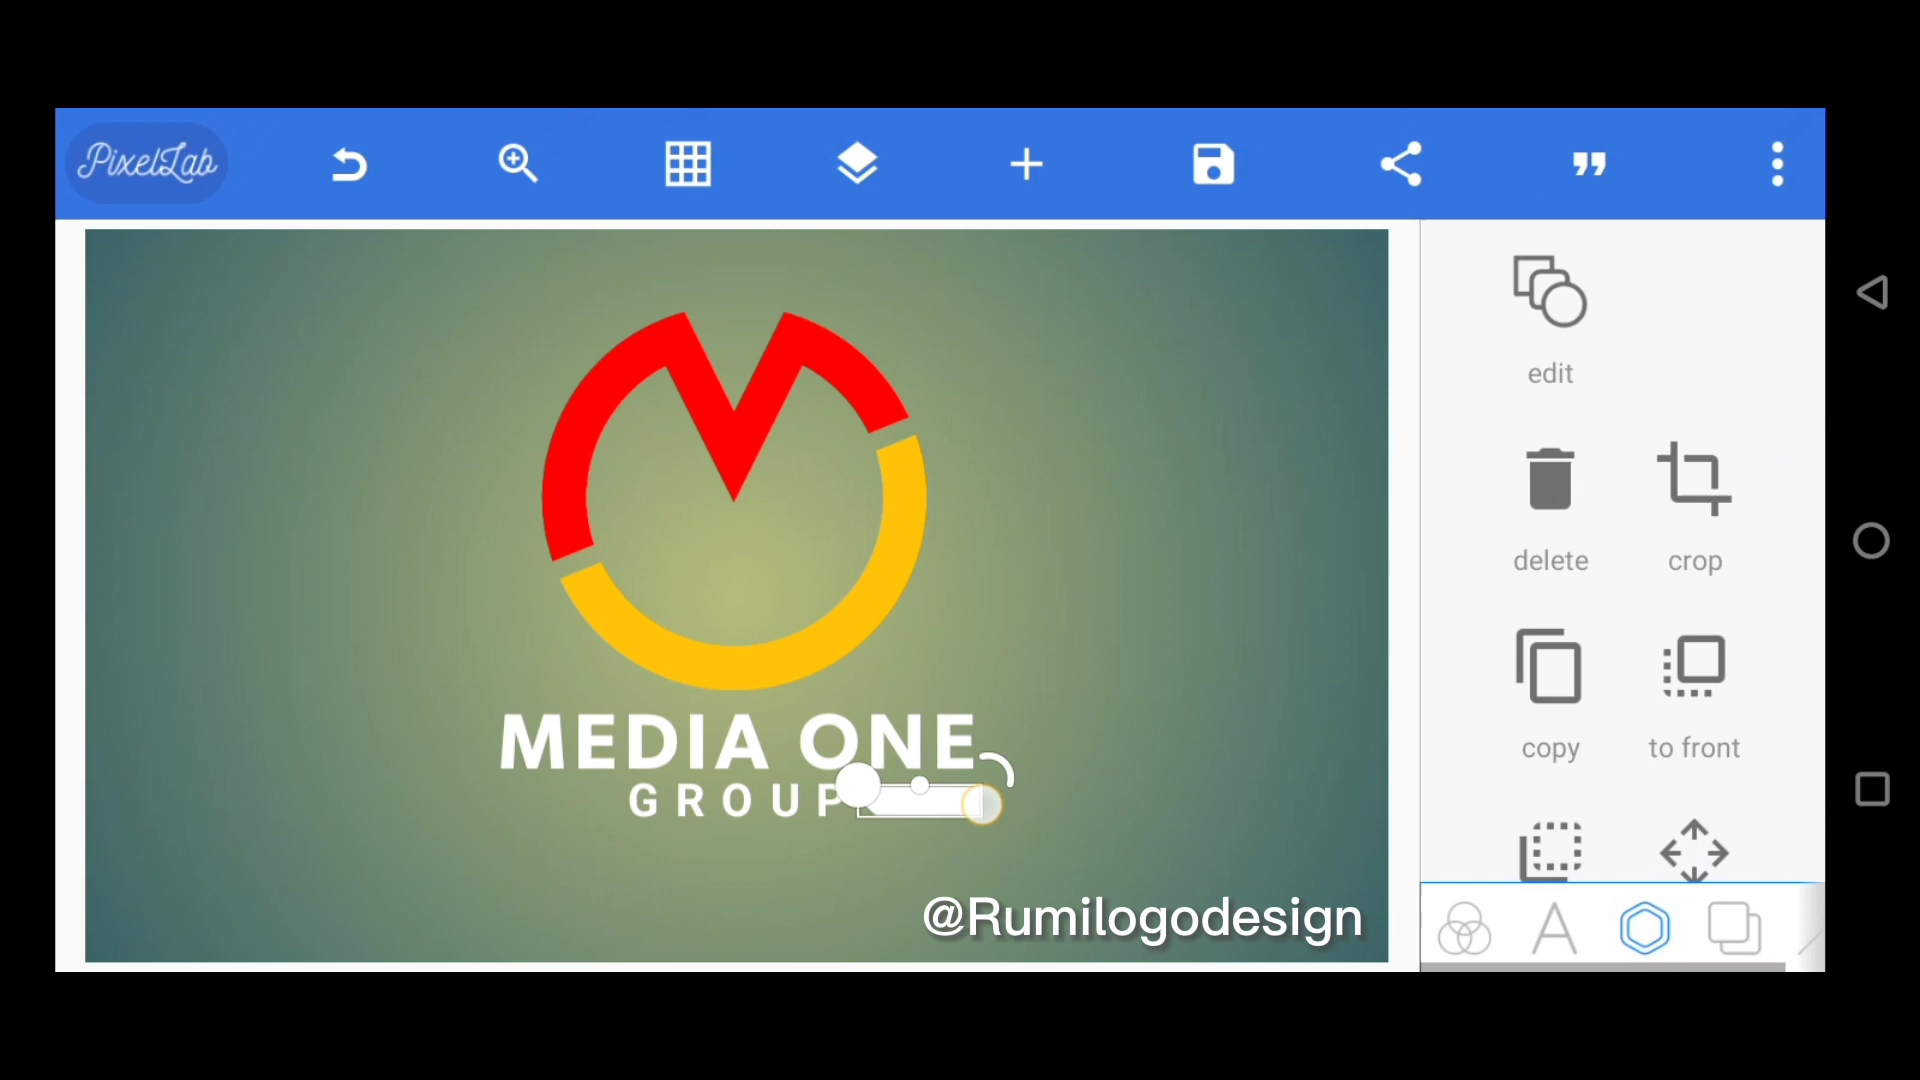 PixelLab
edit
delete
crop
MEDIA ONE
GROUP
copy
to front
@Rumilogodesign